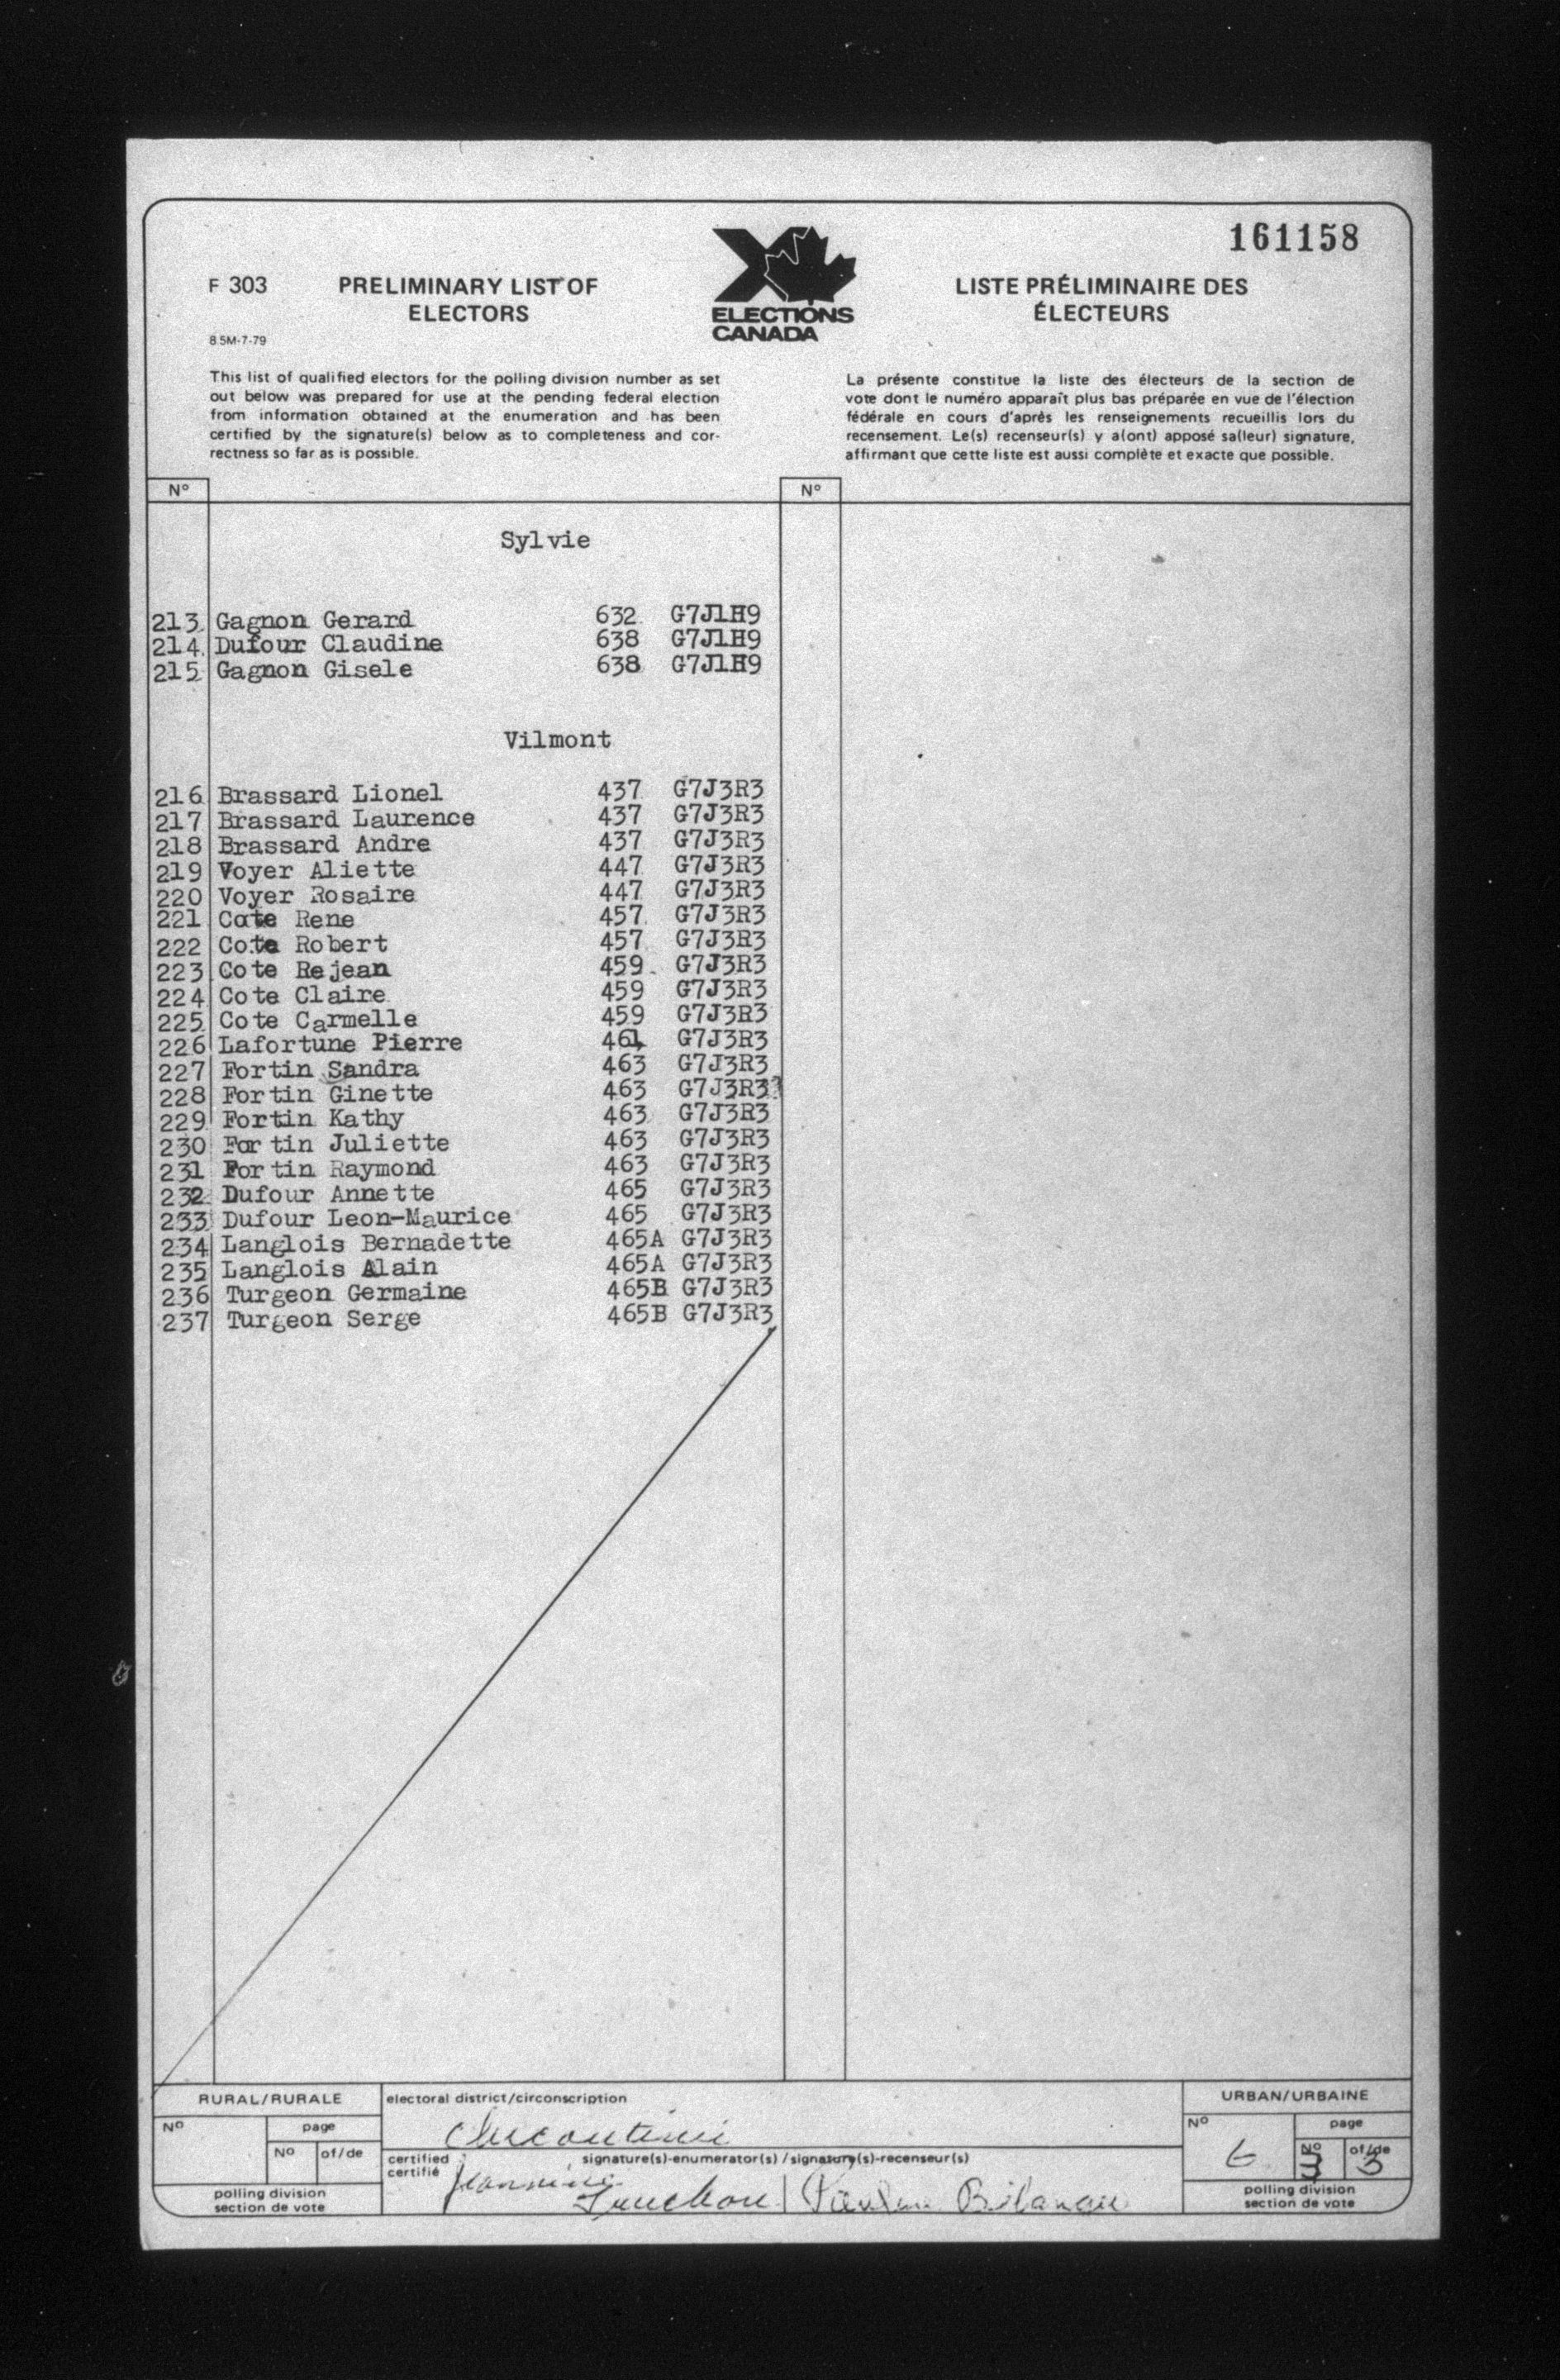 161158
F 303
PRELIMINARY LIST OF
ELECTORS
8.5M-7-79
ELECTIONS
CANADA
LISTE PRÉLIMINAIRE DES
ÉLECTEURS
This list of qualified electors for the polling division number as set
out below was prepared for use at the pending federal election
from information obtained at the enumeration and has been
certified by the signature(s) below as to completeness and cor-
rectness so far as is possible.
La présente constitue la liste des électeurs de la section de
vote dont le numéro apparaît plus bas préparée en vue de l'élection
fédérale en cours d'après les renseignements recueillis lors du
recensement. Le(s) recenseur(s) y a(ont) apposé sa(leur) signature,
affirmant que cette liste est aussi complète et exacte que possible.
Nº
Nº
Sylvie
213 Gagnon Gerard 632 G7J1H9
214 Dufour Claudine 638 G7J1H9
215 Gagnon Gisele 638 G7J1H9
Vilmont
216 Brassard Lionel 437 G7J3R3
217 Brassard Laurence 437 G7J3R3
218 Brassard Andre 437 G7J3R3
219 Voyer Aliette 447 G7J3R3
220 Voyer Rosaire 447 G7J3R3
221 Cote Rene 457 G7J3R3
222 Cote Robert 457 G7J3R3
223 Cote Rejean 459 G7J3R3
224 Cote Claire 459 G7J3R3
225 Cote Carmelle 459 G7J3R3
226 Lafortune Pierre 461 G7J3R3
227 Fortin Sandra 463 G7J3R3
228 Fortin Ginette 463 G7J3R3
229 Fortin Kathy 463 G7J3R3
230 Fortin Juliette 463 G7J3R3
231 Fortin Raymond 463 G7J3R3
232 Dufour Annette 465 G7J3R3
233 Dufour Leon-Maurice 465 G7J3R3
234 Langlois Bernadette 465A G7J3R3
235 Langlois Alain 465A G7J3R3
236 Turgeon Germaine 465B G7J3R3
237 Turgeon Serge 465B G7J3R3
RURAL/RURALE
Nº
page
Nº of/de
polling division
section de vote
electoral district/circonscription
Chicoutimi
certified
certifié
signature(s)-enumerator(s) / signature(s)-recenseur(s)
Jeannine
URBAN/URBAINE
Nº
6
page
Nº of/de
3 3
polling division
section de vote